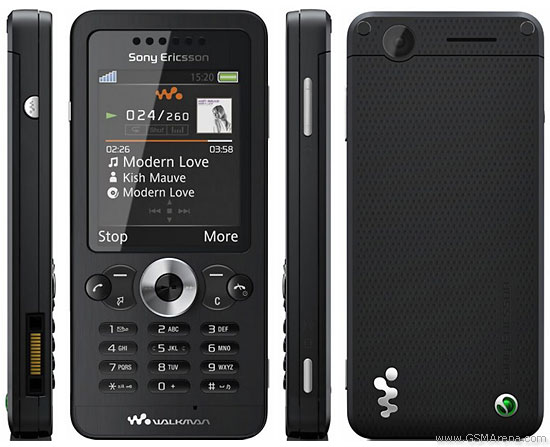 Sony Ericsson
15:20
024/260
02:26 03:58
Modern Love
Kish Mauve
Modern Love
Stop More
C
1 2 ABC 3 DEF
4 GHI 5 JKL 6 MNO
7 PQRS 8 TUV 9 WXYZ
* a/A 0 + #
WALKMAN
www.GSMArena.com